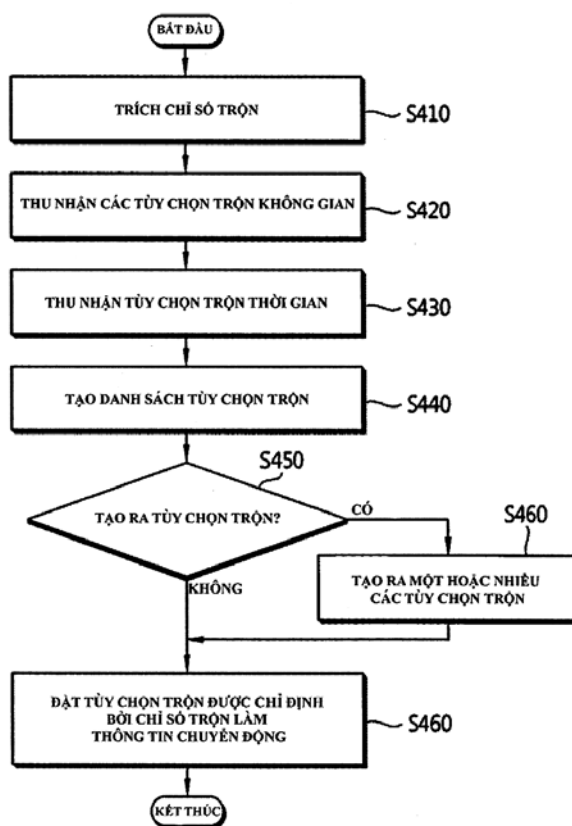 BẮT ĐẦU
TRÍCH CHỈ SỐ TRỘN
S410
THU NHẬN CÁC TÙY CHỌN TRỘN KHÔNG GIAN
S420
THU NHẬN TÙY CHỌN TRỘN THỜI GIAN
S430
TẠO DANH SÁCH TÙY CHỌN TRỘN
S440
S450
TẠO RA TÙY CHỌN TRỘN?
CÓ
S460
TẠO RA MỘT HOẶC NHIỀU
CÁC TÙY CHỌN TRỘN
KHÔNG
ĐẶT TÙY CHỌN TRỘN ĐƯỢC CHỈ ĐỊNH
BỞI CHỈ SỐ TRỘN LÀM
THÔNG TIN CHUYỂN ĐỘNG
S460
KẾT THÚC